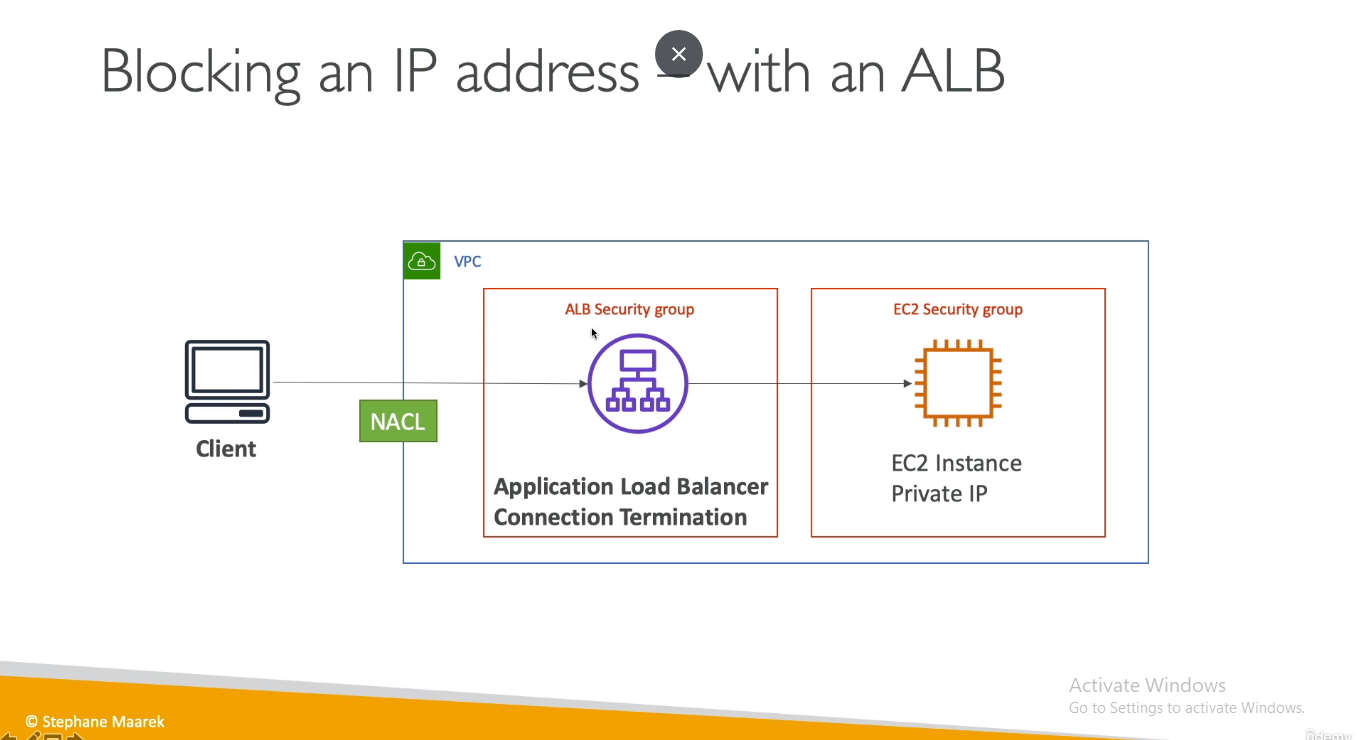 Blocking an IP address – with an ALB
VPC
ALB Security group
EC2 Security group
NACL
Client
EC2 Instance
Private IP
Application Load Balancer
Connection Termination
Activate Windows
Go to Settings to activate Windows.
© Stephane Maarek
ûdemy